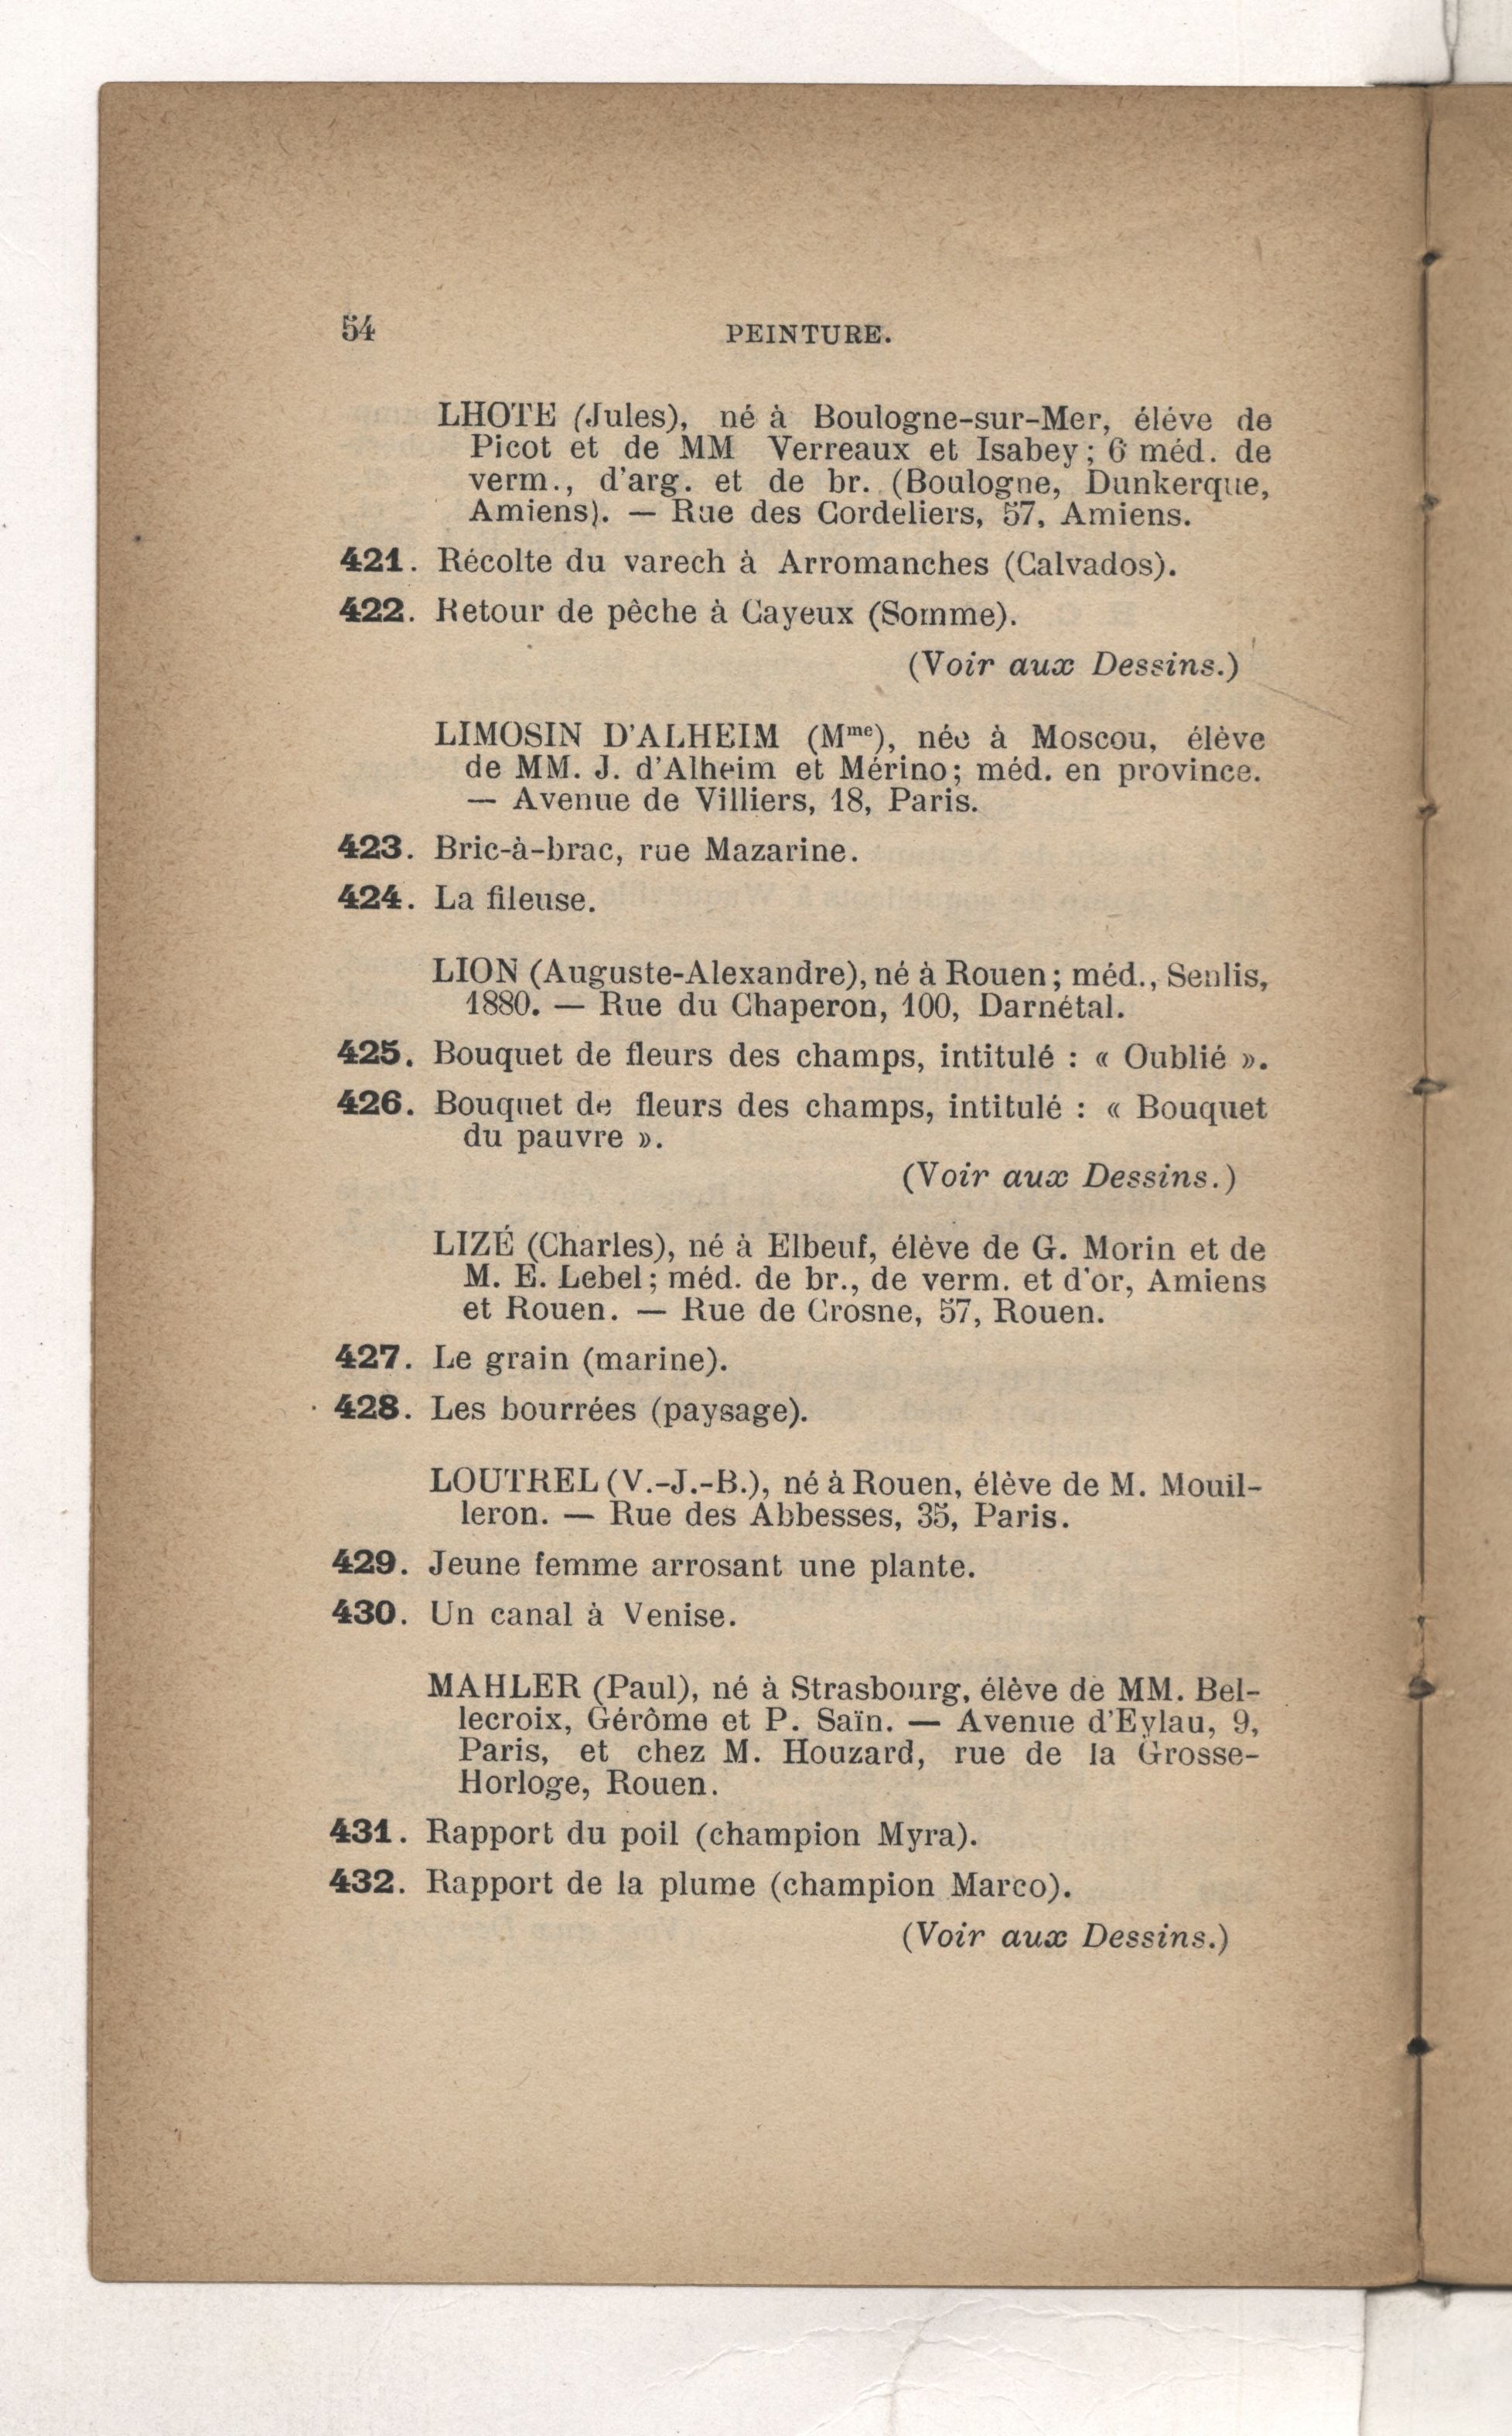 54
PEINTURE.
LHOTE (Jules), né à Boulogne-sur-Mer, élève de
Picot et de MM Verreaux et Isabey; 6 méd. de
verm., d'arg. et de br. (Boulogne, Dunkerque,
Amiens). — Rue des Cordeliers, 57, Amiens.
421. Récolte du varech à Arromanches (Calvados).
422. Retour de pêche à Cayeux (Somme).
(Voir aux Dessins.)
LIMOSIN D'ALHEIM (Mme), née à Moscou, élève
de MM. J. d'Alheim et Mérino; méd. en province.
— Avenue de Villiers, 18, Paris.
423. Bric-à-brac, rue Mazarine.
424. La fileuse.
LION (Auguste-Alexandre), né à Rouen; méd., Senlis,
1880. — Rue du Chaperon, 100, Darnétal.
425. Bouquet de fleurs des champs, intitulé : « Oublié ».
426. Bouquet de fleurs des champs, intitulé : « Bouquet
du pauvre ».
(Voir aux Dessins.)
LIZÉ (Charles), né à Elbeuf, élève de G. Morin et de
M. E. Lebel; méd. de br., de verm. et d'or, Amiens
et Rouen. — Rue de Crosne, 57, Rouen.
427. Le grain (marine).
428. Les bourrées (paysage).
LOUTREL (V.-J.-B.), né à Rouen, élève de M. Mouil-
leron. — Rue des Abbesses, 35, Paris.
429. Jeune femme arrosant une plante.
430. Un canal à Venise.
MAHLER (Paul), né à Strasbourg, élève de MM. Bel-
lecroix, Gérôme et P. Saïn. — Avenue d'Eylau, 9,
Paris, et chez M. Houzard, rue de la Grosse-
Horloge, Rouen.
431. Rapport du poil (champion Myra).
432. Rapport de la plume (champion Marco).
(Voir aux Dessins.)